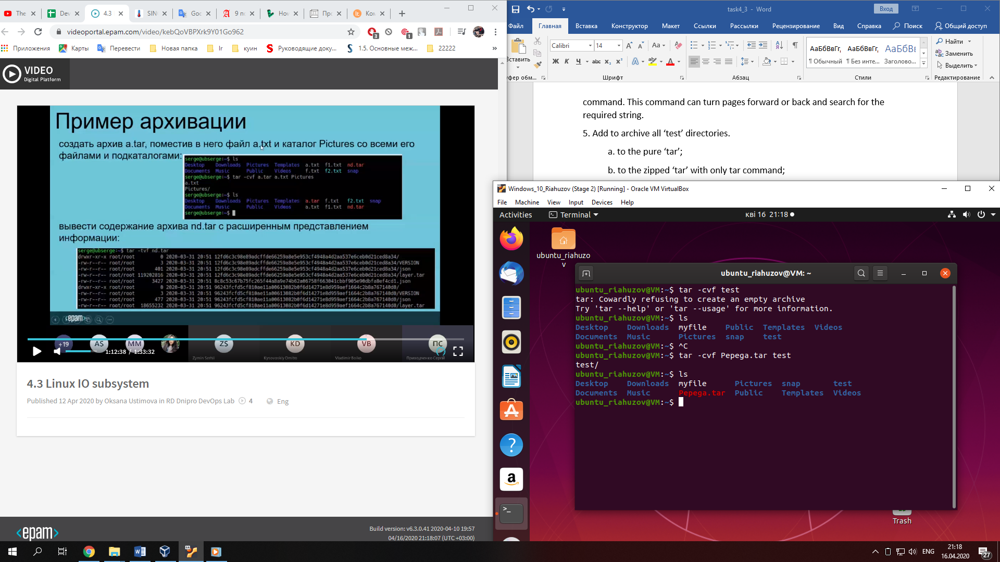 The
Dev
4.3
SIN
Goc
9 пс
Нои
Прс
Ком
videoportal.epam.com/video/kebQoVBPXrk9Y01Go962
3
1
Приложения
Карты
Перевести
Новая папка
Ir
куин
Руководящие доку...
1.5. Основные меж...
22222
»
VIDEO
Digital Platform
Пример архивации
создать архив a.tar, поместив в него файл a.txt и каталог Pictures со всеми его
файлами и подкаталогами:
serge@ubserge:~$ ls
Desktop Downloads Pictures Templates a.txt f1.txt nd.tar
Documents Music Public Videos f.txt f2.txt snap
serge@ubserge:~$ tar -cvf a.tar a.txt Pictures
a.txt
Pictures/
serge@ubserge:~$ ls
Desktop Downloads Pictures Templates a.tar f.txt f2.txt snap
Documents Music Public Videos a.txt f1.txt nd.tar
serge@ubserge:~$
вывести содержание архива nd.tar с расширенным представлением
информации:
serge@ubserge:~$ tar -tvf nd.tar
drwxr-xr-x root/root 0 2020-03-31 20:51 12fd6c3c98e89adcffde66259a8e5e953cf4948a4d2aa537e6ceb0d21ced8a34/
-rw-r--r-- root/root 3 2020-03-31 20:51 12fd6c3c98e89adcffde66259a8e5e953cf4948a4d2aa537e6ceb0d21ced8a34/VERSION
-rw-r--r-- root/root 401 2020-03-31 20:51 12fd6c3c98e89adcffde66259a8e5e953cf4948a4d2aa537e6ceb0d21ced8a34/json
-rw-r--r-- root/root 119202816 2020-03-31 20:51 12fd6c3c98e89adcffde66259a8e5e953cf4948a4d2aa537e6ceb0d21ced8a34/layer.tar
-rw-r--r-- root/root 3427 2020-03-31 20:51 8c8c53c67b75fc265f44a8a9e74b62a06758f663041cbbf905e90dbfa8ef4cd1.json
drwxr-xr-x root/root 0 2020-03-31 20:51 96243fcfd5cf810ae11a00613082b0f6d14271e8d959aef1664c2b8a767140d0/
-rw-r--r-- root/root 3 2020-03-31 20:51 96243fcfd5cf810ae11a00613082b0f6d14271e8d959aef1664c2b8a767140d0/VERSION
-rw-r--r-- root/root 477 2020-03-31 20:51 96243fcfd5cf810ae11a00613082b0f6d14271e8d959aef1664c2b8a767140d0/json
-rw-r--r-- root/root 18655232 2020-03-31 20:51 96243fcfd5cf810ae11a00613082b0f6d14271e8d959aef1664c2b8a767140d0/layer.tar
<epam>
+19 AS MM ZS KD VB ПС
Zymin Serhii Kysovskiy Dmitro Vladimir Boiko Приходченко Сергій
1:12:38 / 1:33:32
4.3 Linux IO subsystem
Published 12 Apr 2020 by Oksana Ustimova in RD Dnipro DevOps Lab 4 Eng
<epam>
Build version: v6.3.0.41 2020-04-10 19:57
04/16/2020 21:18:07 (UTC +03:00)
task4_3 - Word
Вход
Файл Главная Вставка Конструктор Макет Ссылки Рассылки Рецензирование Вид Справка Поиск Общий доступ
Вставить
Calibri 14
Ж К Ч abc x₂ x²
АаБбВвГг, АаБбВвГг, АаБбВв
¶ Обычный ¶ Без инте... Заголово...
Найти
Заменить
Выделить
уфер обм... Шрифт Абзац Стили Редактирование
command. This command can turn pages forward or back and search for the
required string.
5. Add to archive all ‘test’ directories.
a. to the pure ‘tar’;
b. to the zipped ‘tar’ with only tar command;
Windows_10_Riahuzov (Stage 2) [Running] - Oracle VM VirtualBox
File Machine View Input Devices Help
Activities Terminal кві 16 21:18
ubuntu_riahuzo
v
ubuntu_riahuzov@VM: ~
ubuntu_riahuzov@VM:~$ tar -cvf test
tar: Cowardly refusing to create an empty archive
Try 'tar --help' or 'tar --usage' for more information.
ubuntu_riahuzov@VM:~$ ls
Desktop Downloads myfile Public Templates Videos
Documents Music Pictures snap test
ubuntu_riahuzov@VM:~$ ^C
ubuntu_riahuzov@VM:~$ tar -cvf Pepega.tar test
test/
ubuntu_riahuzov@VM:~$ ls
Desktop Downloads myfile Pictures snap test
Documents Music Pepega.tar Public Templates Videos
ubuntu_riahuzov@VM:~$
Trash
ENG
21:18
16.04.2020
27